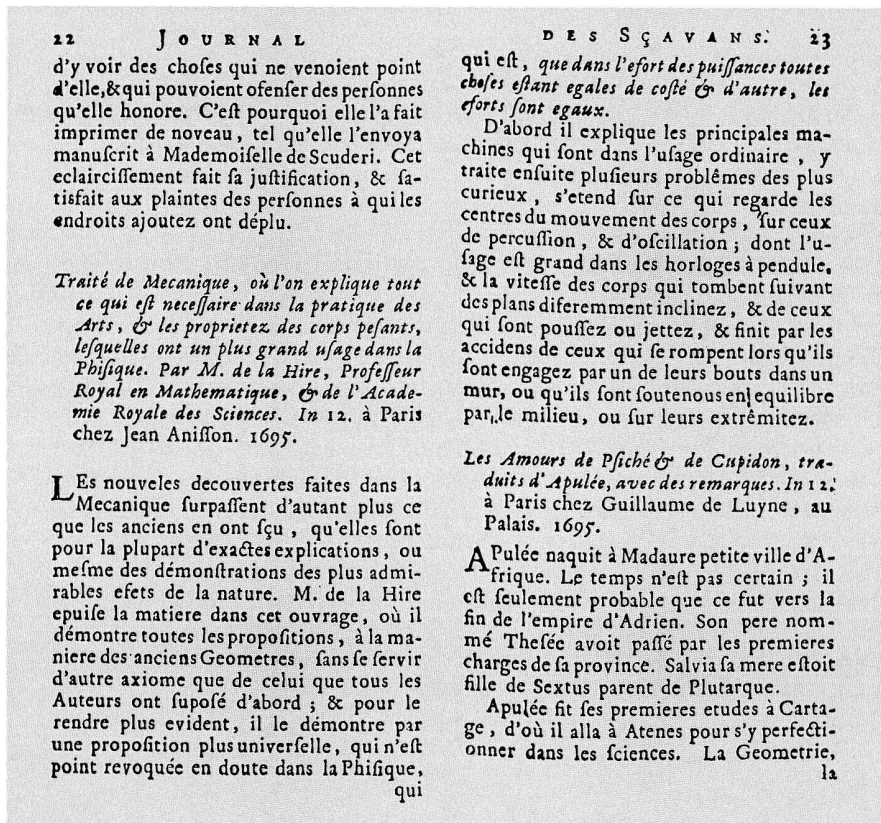 22 JOURNAL
d'y voir des choſes qui ne venoient point
d'elle,&qui pouvoient ofenſer des perſonnes
qu'elle honore. C'eſt pourquoi elle l'a fait
imprimer de noveau, tel qu'elle l'envoya
manuſcrit à Mademoiſelle de Scuderi. Cet
eclairciſſement fait ſa juſtification, & ſa-
tisfait aux plaintes des perſonnes à qui les
endroits ajoutez ont déplu.
Traité de Mecanique, où l'on explique tout
ce qui eſt neceſſaire dans la pratique des
Arts, & les proprietez des corps peſants,
leſquelles ont un plus grand uſage dans la
Phiſique. Par M. de la Hire, Profeſſeur
Royal en Mathematique, & de l'Acade-
mie Royale des Sciences. In 12. à Paris
chez Jean Aniſſon. 1695.
LEs nouveles decouvertes faites dans la
Mecanique ſurpaſſent d'autant plus ce
que les anciens en ont ſçu, qu'elles ſont
pour la plupart d'exactes explications, ou
meſme des démonſtrations des plus admi-
rables efets de la nature. M. de la Hire
epuiſe la matiere dans cet ouvrage, où il
démontre toutes les propoſitions, à la ma-
niere des anciens Geometres, ſans ſe ſervir
d'autre axiome que de celui que tous les
Auteurs ont ſupoſé d'abord; & pour le
rendre plus evident, il le démontre par
une propoſition plus univerſelle, qui n'eſt
point revoquée en doute dans la Phiſique,
qui
DES SÇAVANS. 23
qui eſt, que dans l'efort des puiſſances toutes
choſes eſtant egales de coſté & d'autre, les
eforts ſont egaux.
D'abord il explique les principales ma-
chines qui ſont dans l'uſage ordinaire, y
traite enſuite pluſieurs problêmes des plus
curieux, s'etend ſur ce qui regarde les
centres du mouvement des corps, ſur ceux
de percuſſion, & d'oſcillation; dont l'u-
ſage eſt grand dans les horloges à pendule,
& la viteſſe des corps qui tombent ſuivant
des plans diferemment inclinez, & de ceux
qui ſont pouſſez ou jettez, & finit par les
accidens de ceux qui ſe rompent lors qu'ils
ſont engagez par un de leurs bouts dans un
mur, ou qu'ils ſont ſoutenous en equilibre
par le milieu, ou ſur leurs extrêmitez.
Les Amours de Pſiché & de Cupidon, tra-
duits d'Apulée, avec des remarques. In 12.
à Paris chez Guillaume de Luyne, au
Palais. 1695.
APulée naquit à Madaure petite ville d'A-
frique. Le temps n'eſt pas certain; il
eſt ſeulement probable que ce fut vers la
fin de l'empire d'Adrien. Son pere nom-
mé Theſée avoit paſſé par les premieres
charges de ſa province. Salvia ſa mere eſtoit
fille de Sextus parent de Plutarque.
Apulée fit ſes premieres etudes à Carta-
ge, d'où il alla à Atenes pour s'y perfecti-
onner dans les ſciences. La Geometrie,
la